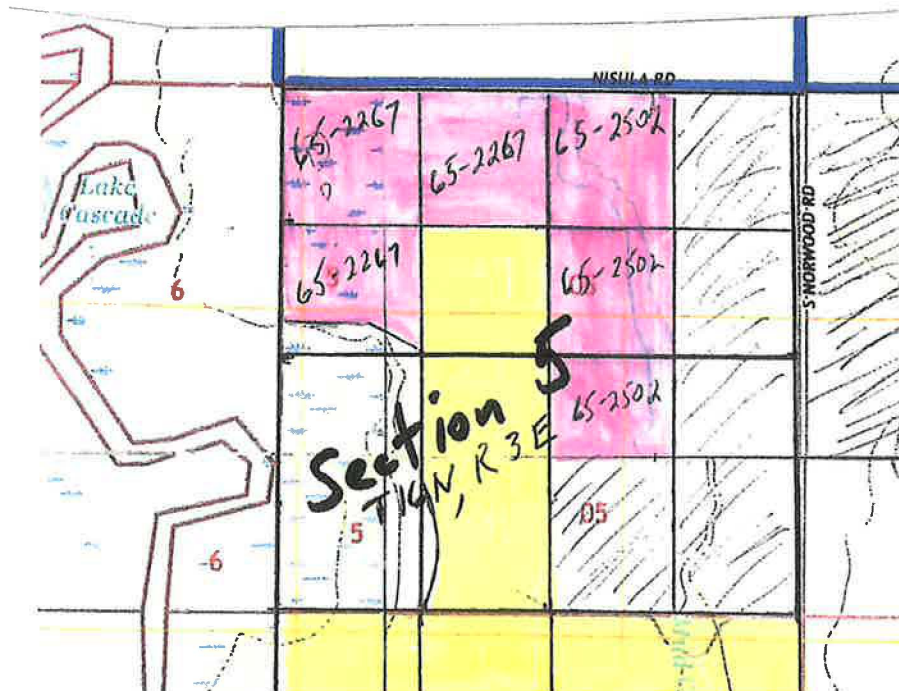 NISULA RD
65-2267
65-2267
65-2502
Lake
Cascade
S NORWOOD RD
65-2267
65-2502
6
5
Section
T14N, R3E
65-2502
5
05
6